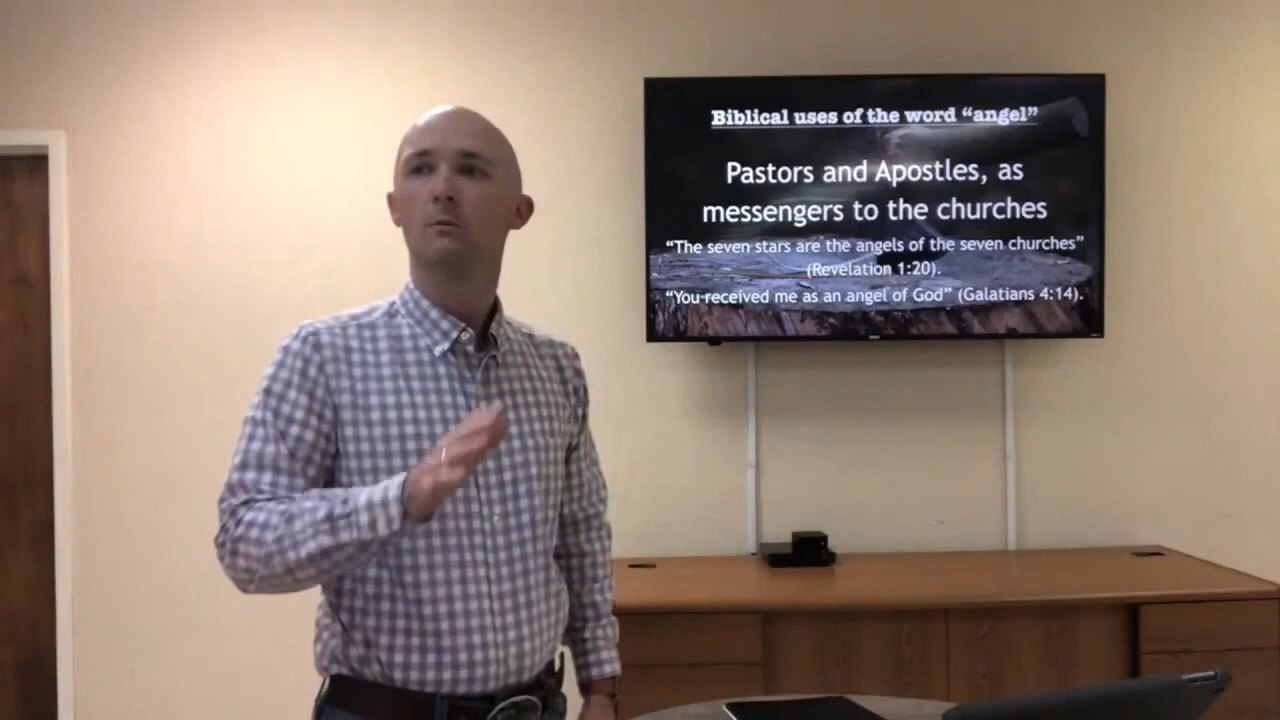 Biblical uses of the word “angel”
Pastors and Apostles, as
messengers to the churches
“The seven stars are the angels of the seven churches”
(Revelation 1:20).
“You received me as an angel of God” (Galatians 4:14).